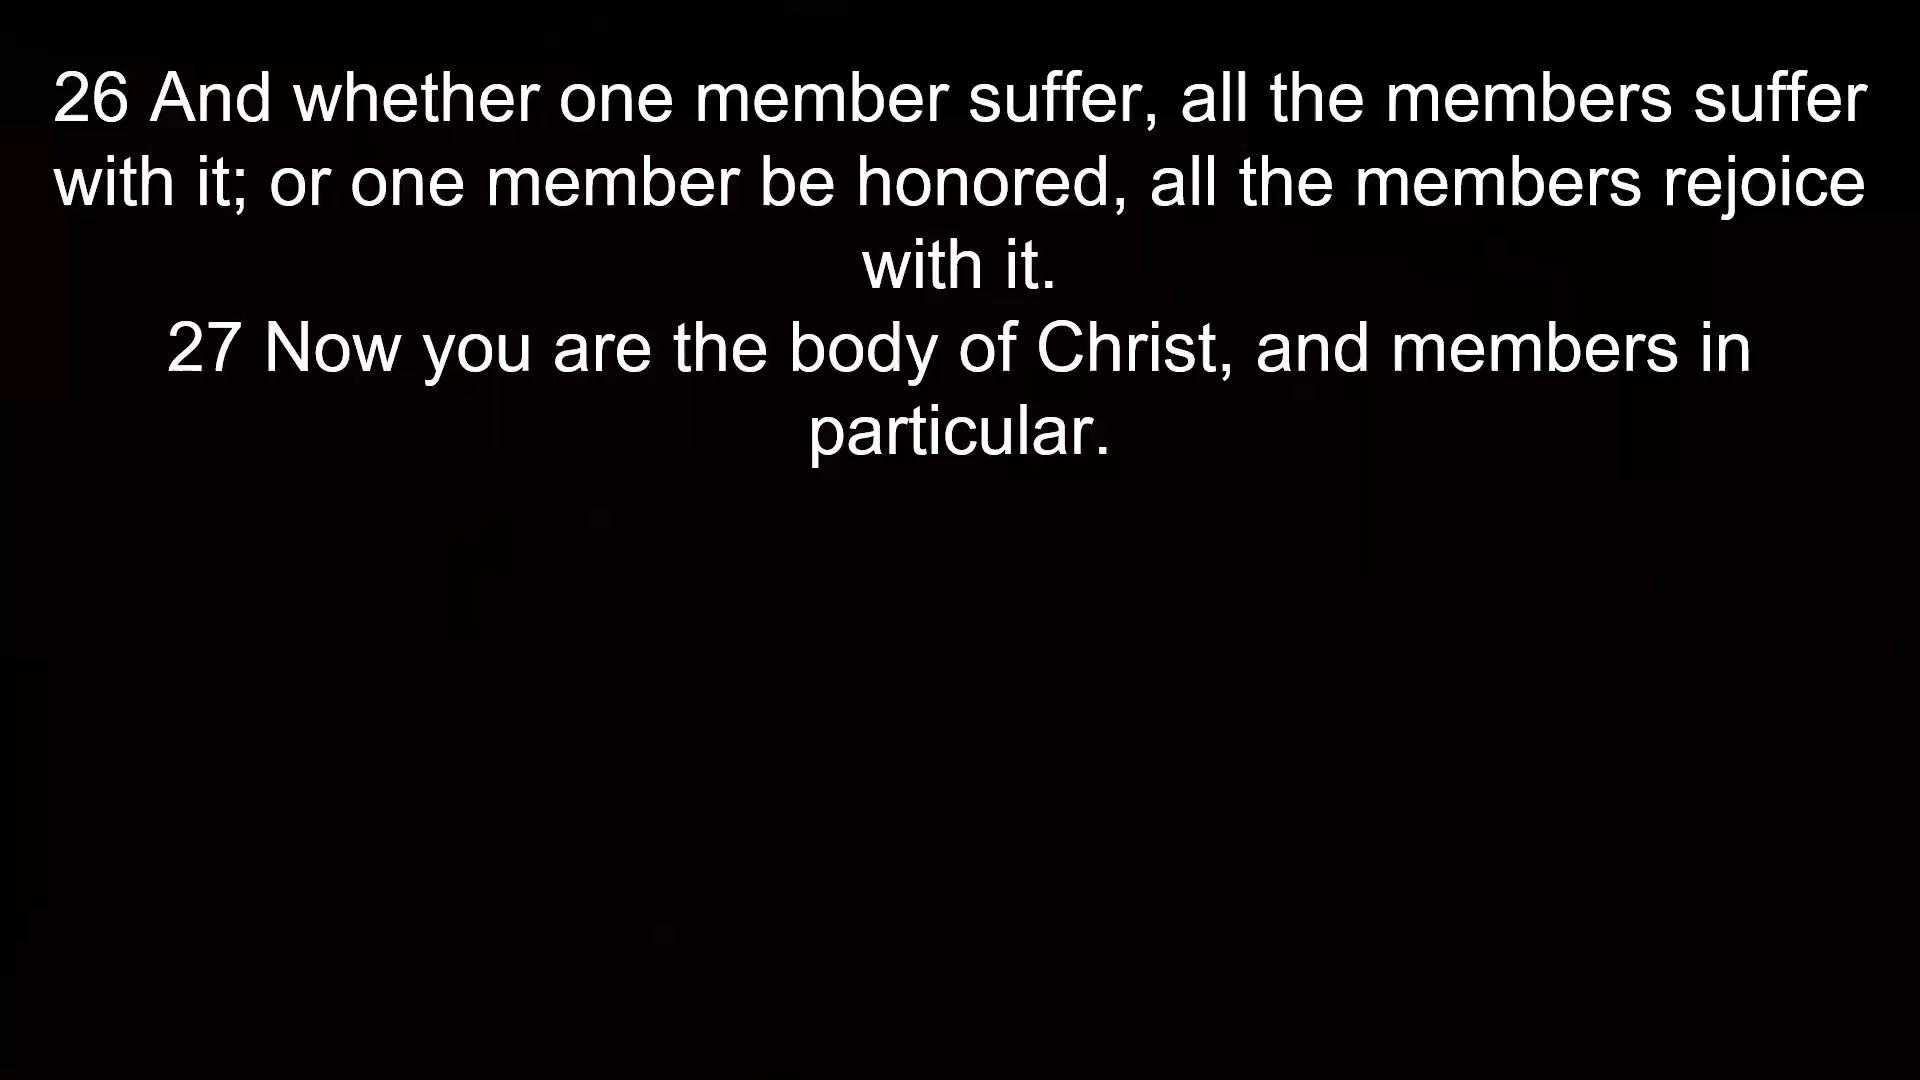 26 And whether one member suffer, all the members suffer
with it; or one member be honored, all the members rejoice
with it.
27 Now you are the body of Christ, and members in
particular.